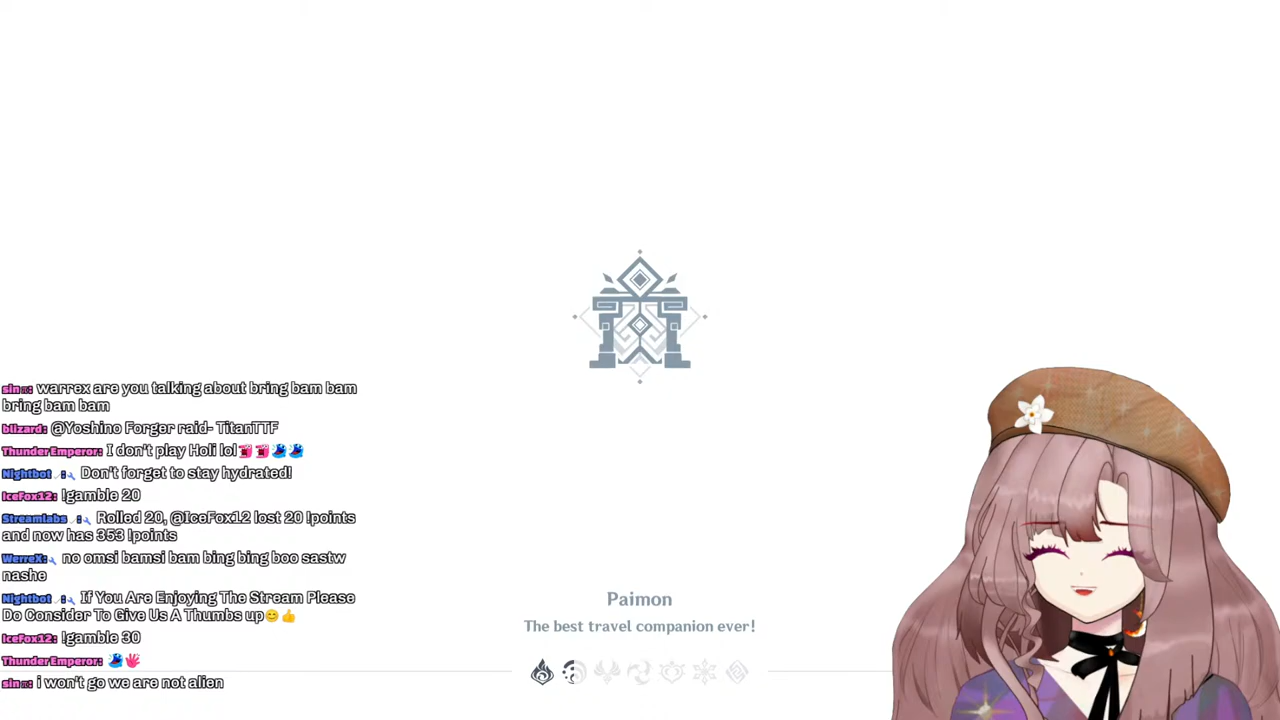 sin: warrex are you talking about bring bam bam
bring bam bam
blizard: @Yoshino Forger raid- TitanTTF
Thunder Emperor: I don't play Holi lol
Nightbot : Don't forget to stay hydrated!
IceFox12: !gamble 20
Streamlabs : Rolled 20, @IceFox12 lost 20 !points
and now has 353 !points
WerreX: no omsi bamsi bam bing bing boo sastw
nashe
Nightbot : If You Are Enjoying The Stream Please
Do Consider To Give Us A Thumbs up😊👍
IceFox12: !gamble 30
Thunder Emperor:
sin: i won't go we are not alien
Paimon
The best travel companion ever!